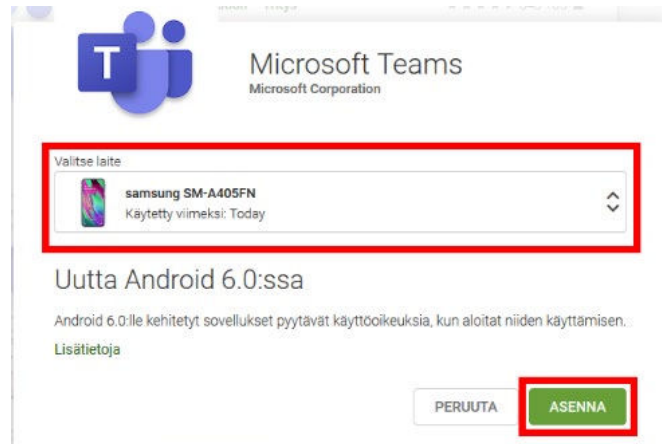 Yritys
T
Microsoft Teams
Microsoft Corporation
Valitse laite
samsung SM-A405FN
Käytetty viimeksi: Today
Uutta Android 6.0:ssa
Android 6.0:lle kehitetyt sovellukset pyytävät käyttöoikeuksia, kun aloitat niiden käyttämisen.
Lisätietoja
PERUUTA
ASENNA